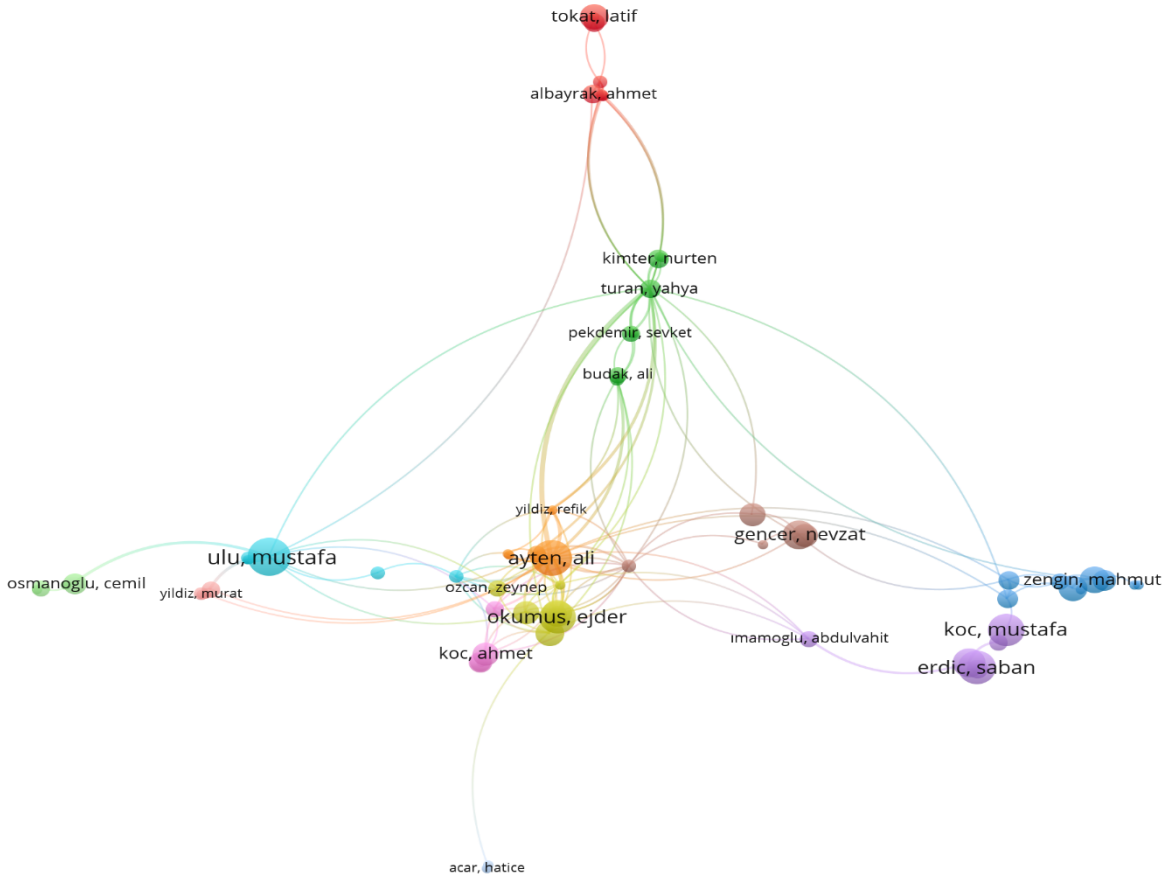 tokat, latif
albayrak, ahmet
kimter, nurten
turan, yahya
pekdemir, sevket
budak, ali
yildiz, refik
gencer, nevzat
ulu, mustafa
ayten, ali
osmanoglu, cemil
yildiz, murat
ozcan, zeynep
zengin, mahmut
okumus, ejder
koc, mustafa
ımamoglu, abdulvahit
koc, ahmet
erdic, saban
acar, hatice